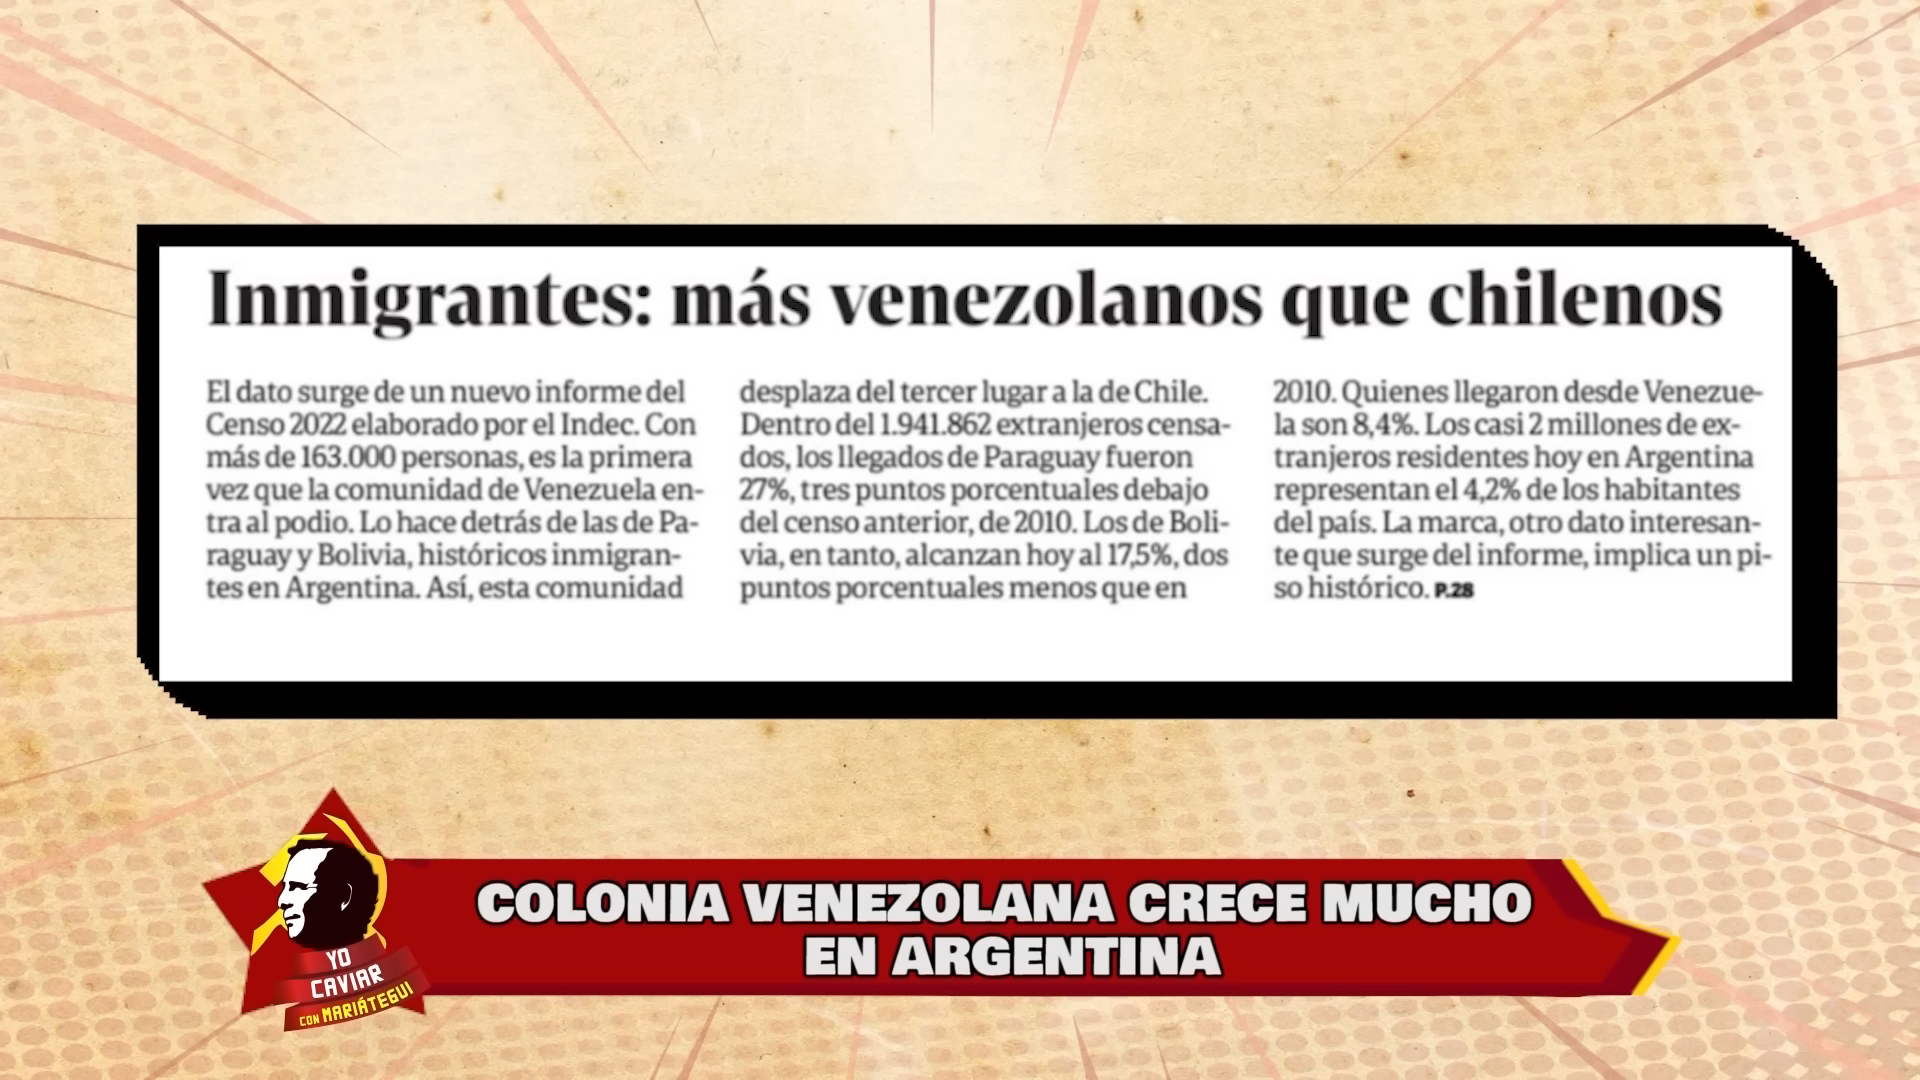 Inmigrantes: más venezolanos que chilenos
El dato surge de un nuevo informe del
Censo 2022 elaborado por el Indec. Con
más de 163.000 personas, es la primera
vez que la comunidad de Venezuela en-
tra al podio. Lo hace detrás de las de Pa-
raguay y Bolivia, históricos inmigran-
tes en Argentina. Así, esta comunidad
desplaza del tercer lugar a la de Chile.
Dentro del 1.941.862 extranjeros censa-
dos, los llegados de Paraguay fueron
27%, tres puntos porcentuales debajo
del censo anterior, de 2010. Los de Boli-
via, en tanto, alcanzan hoy al 17,5%, dos
puntos porcentuales menos que en
2010. Quienes llegaron desde Venezue-
la son 8,4%. Los casi 2 millones de ex-
tranjeros residentes hoy en Argentina
representan el 4,2% de los habitantes
del país. La marca, otro dato interesan-
te que surge del informe, implica un pi-
so histórico. P.28
COLONIA VENEZOLANA CRECE MUCHO
EN ARGENTINA
YO
CAVIAR
CON MARIÁTEGUI